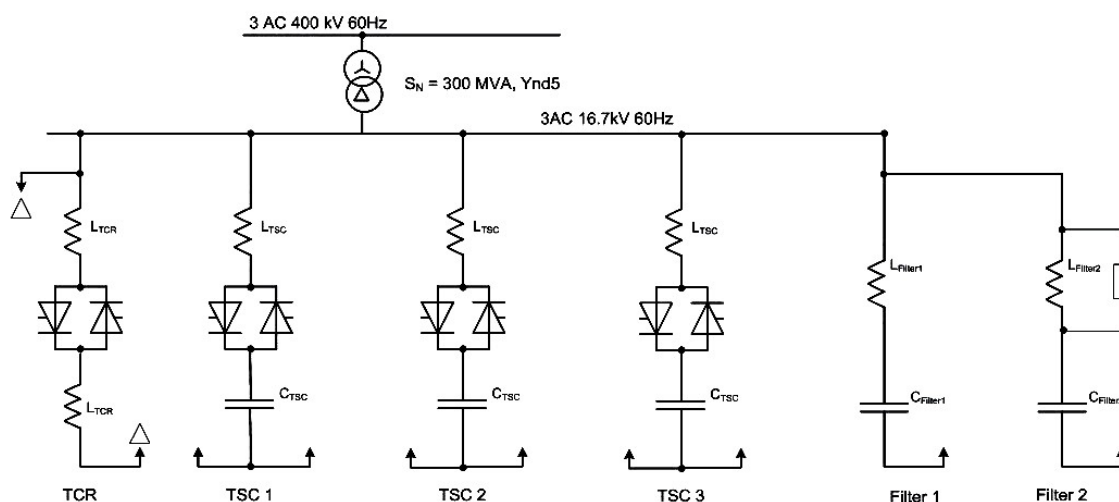 3 AC 400 kV 60Hz
S_N = 300 MVA, Ynd5
3AC 16.7kV 60Hz
L_TCR
L_TSC
L_TSC
L_TSC
L_Filter1
L_Filter2
L_TCR
C_TSC
C_TSC
C_TSC
C_Filter1
C_Filter
TCR
TSC 1
TSC 2
TSC 3
Filter 1
Filter 2